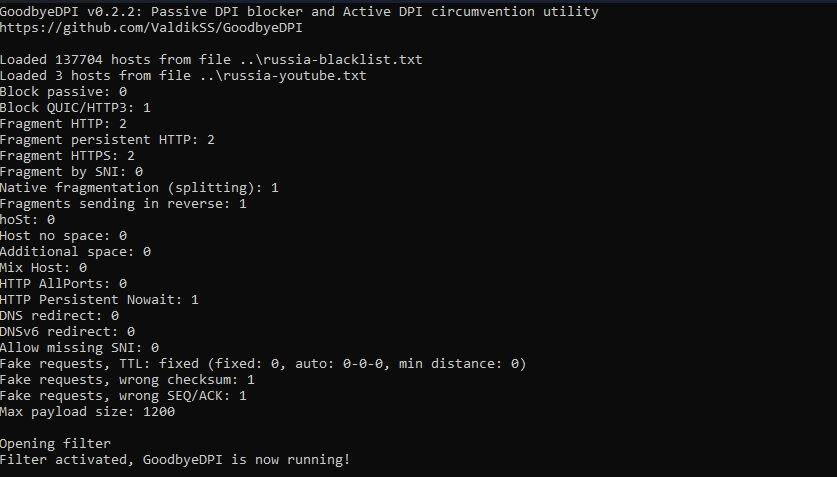 GoodbyeDPI v0.2.2: Passive DPI blocker and Active DPI circumvention utility
https://github.com/ValdikSS/GoodbyeDPI
Loaded 137704 hosts from file ..\russia-blacklist.txt
Loaded 3 hosts from file ..\russia-youtube.txt
Block passive: 0
Block QUIC/HTTP3: 1
Fragment HTTP: 2
Fragment persistent HTTP: 2
Fragment HTTPS: 2
Fragment by SNI: 0
Native fragmentation (splitting): 1
Fragments sending in reverse: 1
hoSt: 0
Host no space: 0
Additional space: 0
Mix Host: 0
HTTP AllPorts: 0
HTTP Persistent Nowait: 1
DNS redirect: 0
DNSv6 redirect: 0
Allow missing SNI: 0
Fake requests, TTL: fixed (fixed: 0, auto: 0-0-0, min distance: 0)
Fake requests, wrong checksum: 1
Fake requests, wrong SEQ/ACK: 1
Max payload size: 1200
Opening filter
Filter activated, GoodbyeDPI is now running!